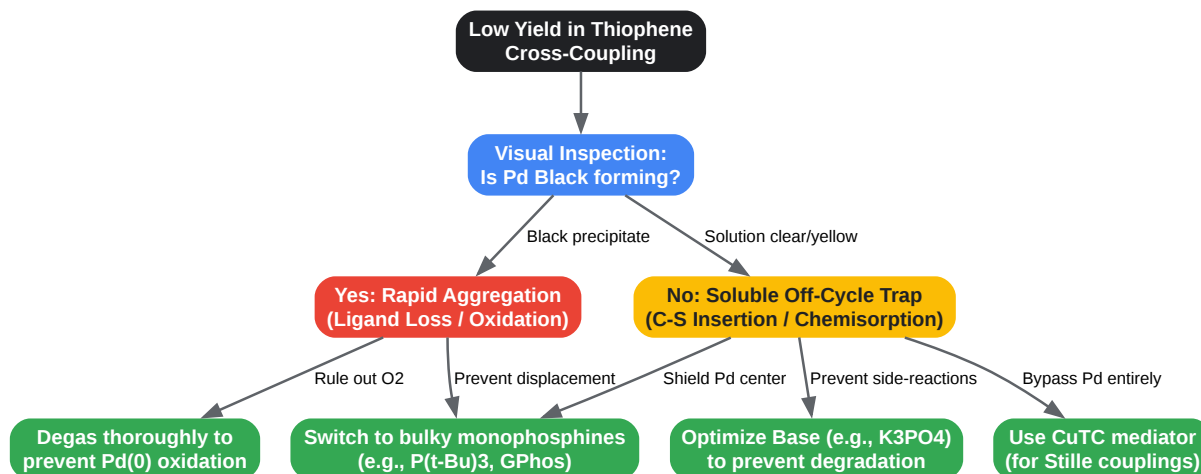 Low Yield in Thiophene
Cross-Coupling
Visual Inspection:
Is Pd Black forming?
Black precipitate
Solution clear/yellow
Yes: Rapid Aggregation
(Ligand Loss / Oxidation)
No: Soluble Off-Cycle Trap
(C-S Insertion / Chemisorption)
Rule out O2
Prevent displacement
Shield Pd center
Prevent side-reactions
Bypass Pd entirely
Degas thoroughly to
prevent Pd(0) oxidation
Switch to bulky monophosphines
(e.g., P(t-Bu)3, GPhos)
Optimize Base (e.g., K3PO4)
to prevent degradation
Use CuTC mediator
(for Stille couplings)